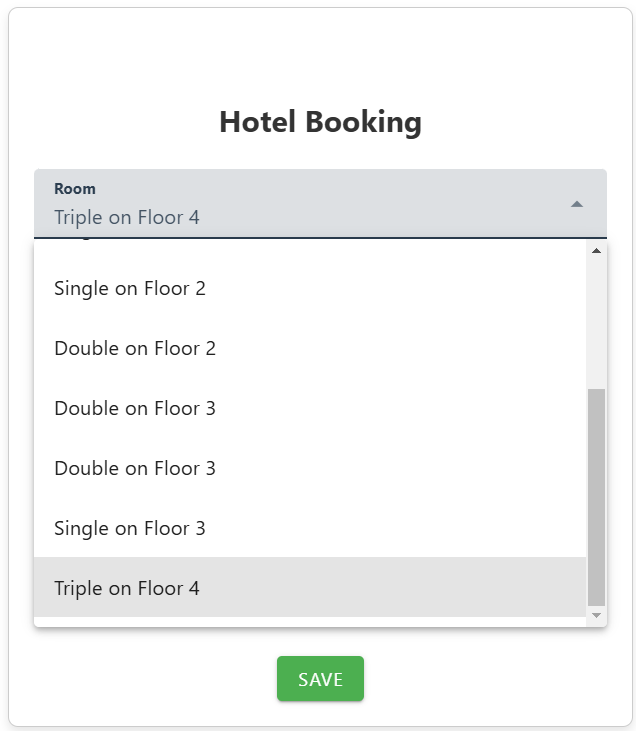 Hotel Booking
Room
Triple on Floor 4
Single on Floor 2
Double on Floor 2
Double on Floor 3
Double on Floor 3
Single on Floor 3
Triple on Floor 4
SAVE